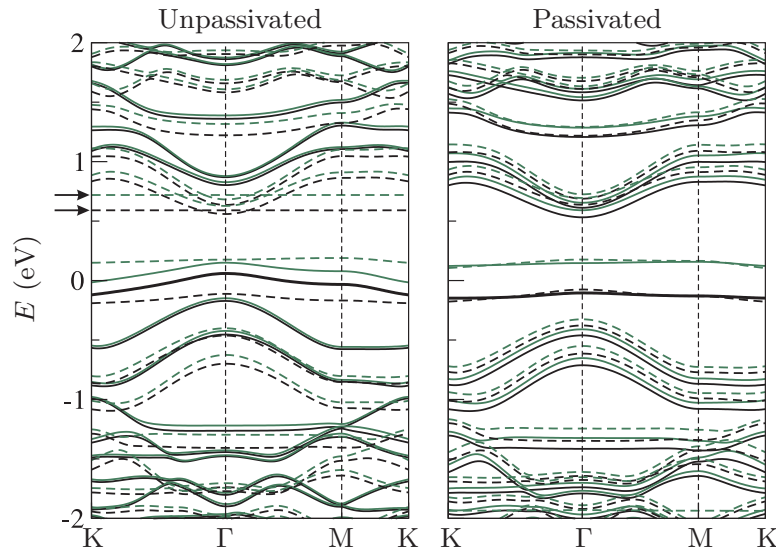 Unpassivated Passivated
2
1
0
-1
-2
E (eV)
K Γ M K K Γ M K